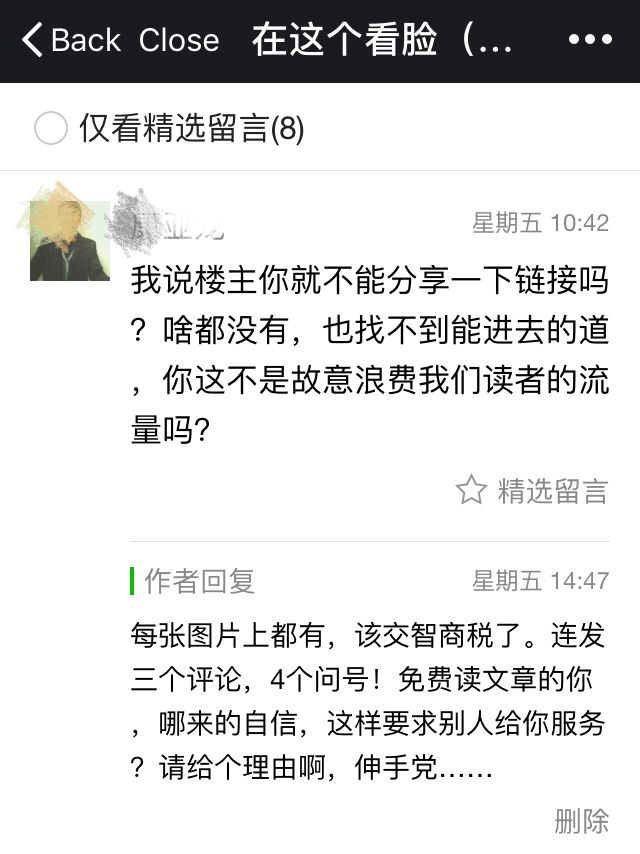 Back Close 在这个看脸（...
仅看精选留言(8)
星期五 10:42
我说楼主你就不能分享一下链接吗
？啥都没有，也找不到能进去的道
，你这不是故意浪费我们读者的流
量吗？
精选留言
作者回复 星期五 14:47
每张图片上都有，该交智商税了。连发
三个评论，4个问号！免费读文章的你
，哪来的自信，这样要求别人给你服务
？请给个理由啊，伸手党……
删除